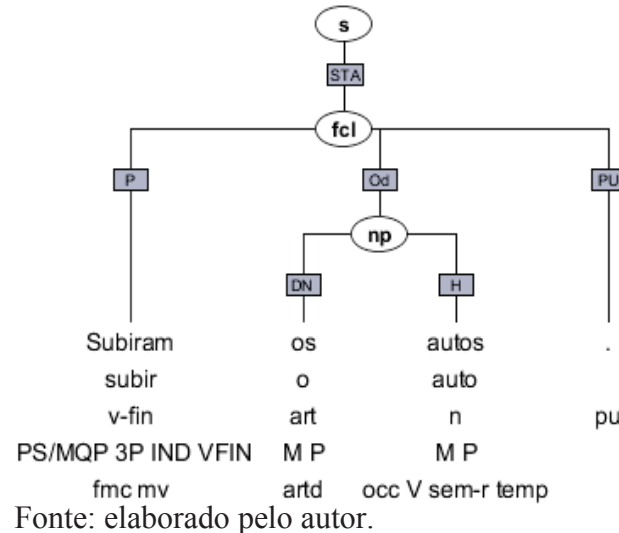 s
STA
fcl
P Od PU
np
DN H
Subiram os autos .
subir o auto
v-fin art n pu
PS/MQP 3P IND VFIN M P M P
fmc mv artd occ V sem-r temp
Fonte: elaborado pelo autor.